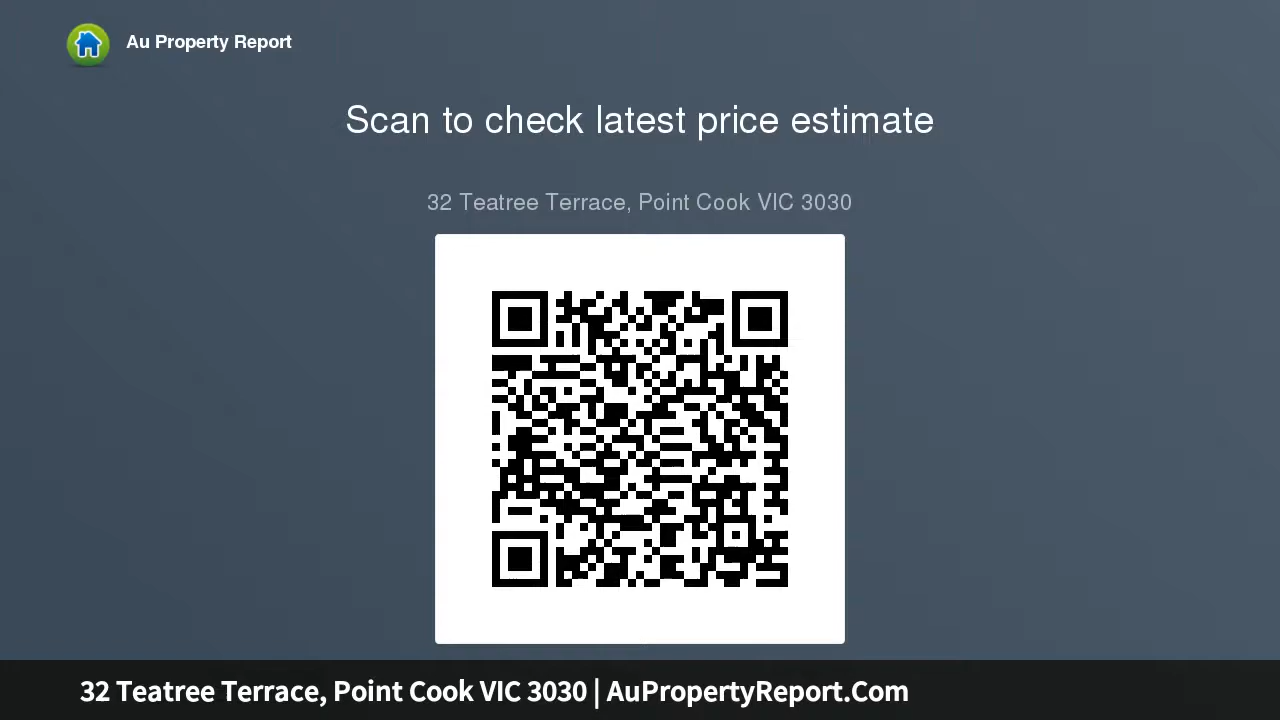 Au Property Report
Scan to check latest price estimate
32 Teatree Terrace, Point Cook VIC 3030
32 Teatree Terrace, Point Cook VIC 3030 | AuPropertyReport.Com